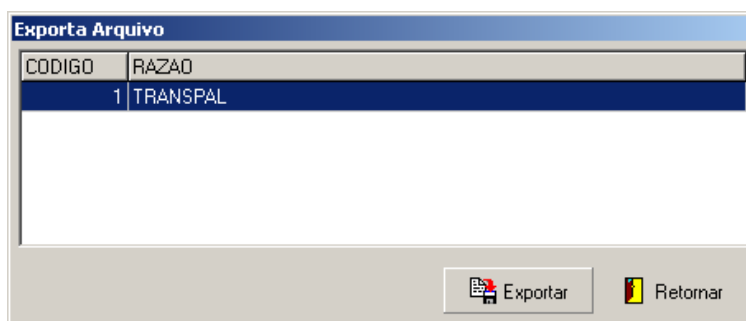 Exporta Arquivo
CODIGO RAZAO
1 TRANSPAL
Exportar Retornar